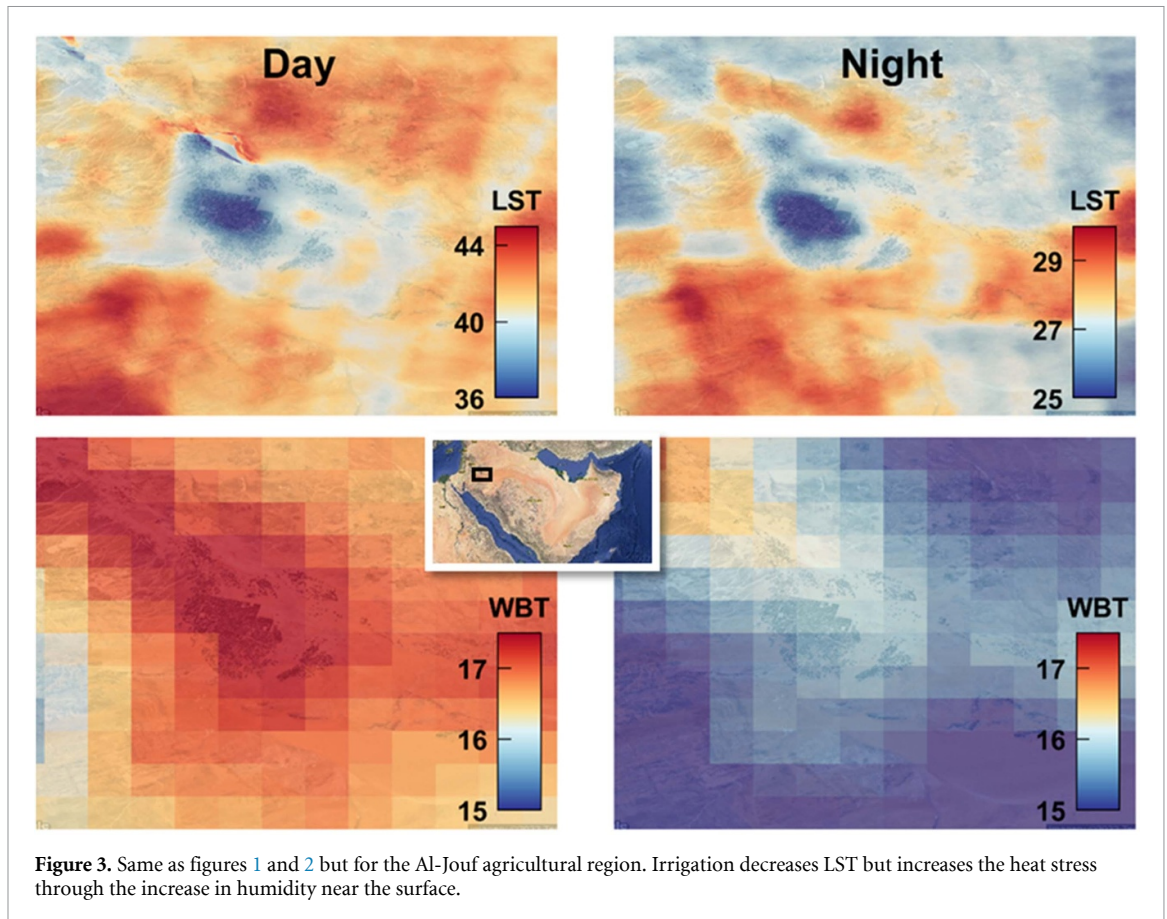 Day
Night
LST
44
40
36
LST
29
27
25
WBT
17
16
15
WBT
17
16
15
Figure 3. Same as figures 1 and 2 but for the Al-Jouf agricultural region. Irrigation decreases LST but increases the heat stress
through the increase in humidity near the surface.